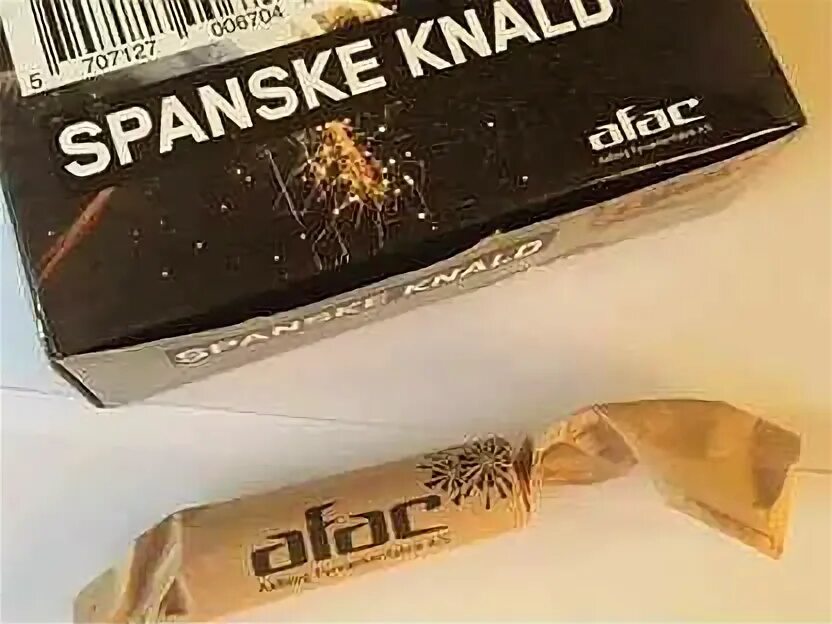 5 707127 006704
SPANSKE KNALD
afac
SPANSKE KNALD
afac